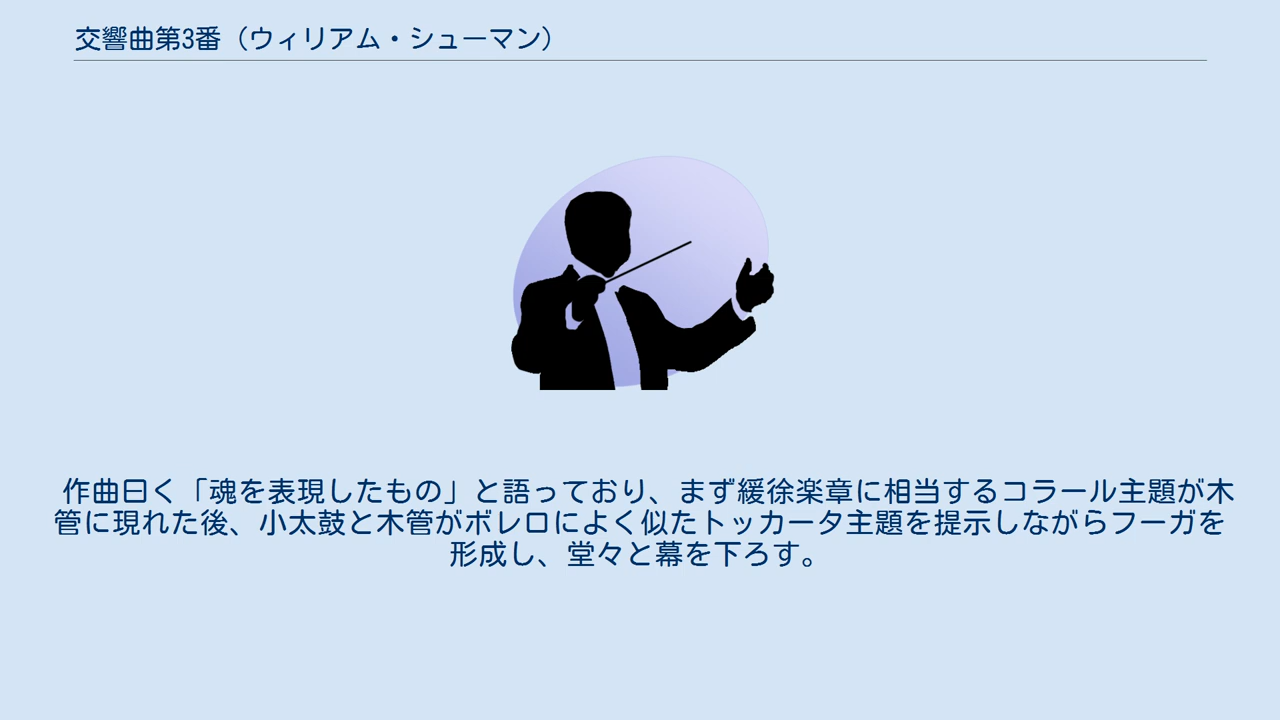 交響曲第3番（ウィリアム・シューマン）
作曲曰く「魂を表現したもの」と語っており、まず緩徐楽章に相当するコラール主題が木
管に現れた後、小太鼓と木管がボレロによく似たトッカータ主題を提示しながらフーガを
形成し、堂々と幕を下ろす。